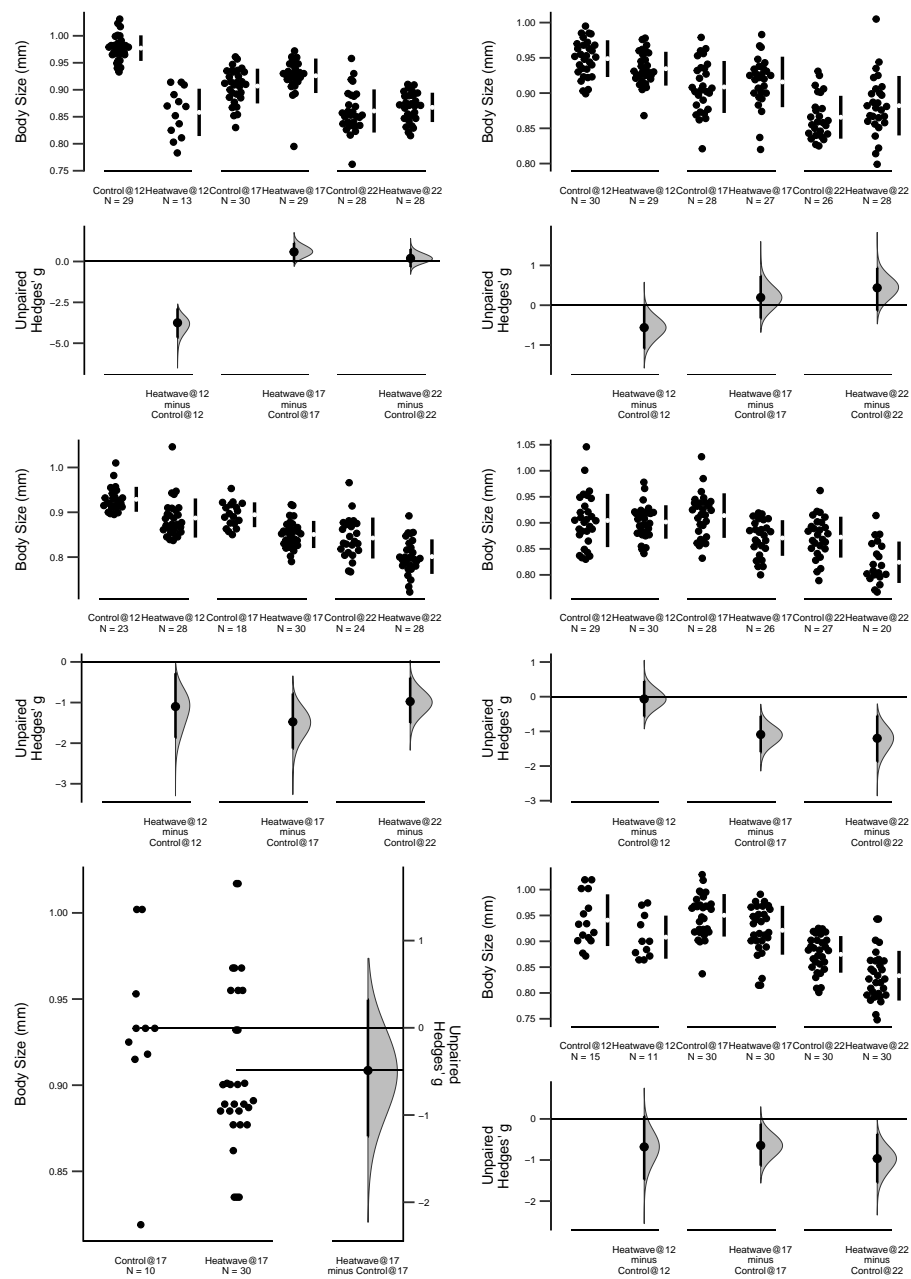 1.00
0.95
0.90
0.85
0.80
0.75
Body Size (mm)
Control@12 Heatwave@12 Control@17 Heatwave@17 Control@22 Heatwave@22
N = 29 N = 13 N = 30 N = 29 N = 28 N = 28
0.0
−2.5
−5.0
Unpaired
Hedges' g
Heatwave@12 Heatwave@17 Heatwave@22
minus minus minus
Control@12 Control@17 Control@22
1.00
0.95
0.90
0.85
0.80
Body Size (mm)
Control@12 Heatwave@12 Control@17 Heatwave@17 Control@22 Heatwave@22
N = 30 N = 29 N = 28 N = 27 N = 26 N = 28
1
0
−1
Unpaired
Hedges' g
Heatwave@12 Heatwave@17 Heatwave@22
minus minus minus
Control@12 Control@17 Control@22
1.0
0.9
0.8
Body Size (mm)
Control@12 Heatwave@12 Control@17 Heatwave@17 Control@22 Heatwave@22
N = 23 N = 28 N = 18 N = 30 N = 24 N = 28
0
−1
−2
−3
Unpaired
Hedges' g
Heatwave@12 Heatwave@17 Heatwave@22
minus minus minus
Control@12 Control@17 Control@22
1.05
1.00
0.95
0.90
0.85
0.80
Body Size (mm)
Control@12 Heatwave@12 Control@17 Heatwave@17 Control@22 Heatwave@22
N = 29 N = 30 N = 28 N = 26 N = 27 N = 20
1
0
−1
−2
−3
Unpaired
Hedges' g
Heatwave@12 Heatwave@17 Heatwave@22
minus minus minus
Control@12 Control@17 Control@22
1.00
0.95
0.90
0.85
Body Size (mm)
1
0
−1
−2
Unpaired
Hedges' g
Control@17 Heatwave@17 Heatwave@17
N = 10 N = 30 minus Control@17
1.00
0.95
0.90
0.85
0.80
0.75
Body Size (mm)
Control@12 Heatwave@12 Control@17 Heatwave@17 Control@22 Heatwave@22
N = 15 N = 11 N = 30 N = 30 N = 30 N = 30
0
−1
−2
Unpaired
Hedges' g
Heatwave@12 Heatwave@17 Heatwave@22
minus minus minus
Control@12 Control@17 Control@22